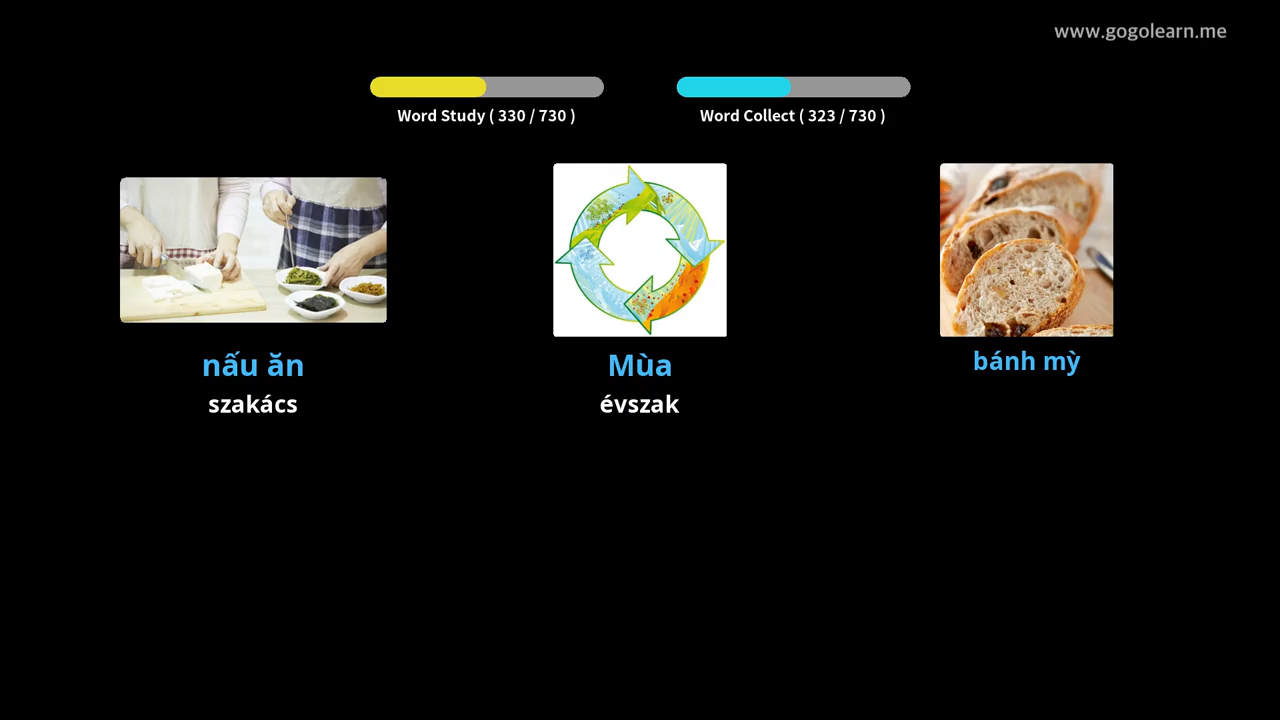 www.gogolearn.me
Word Study ( 330 / 730 )
Word Collect ( 323 / 730 )
nấu ăn
szakács
Mùa
évszak
bánh mỳ